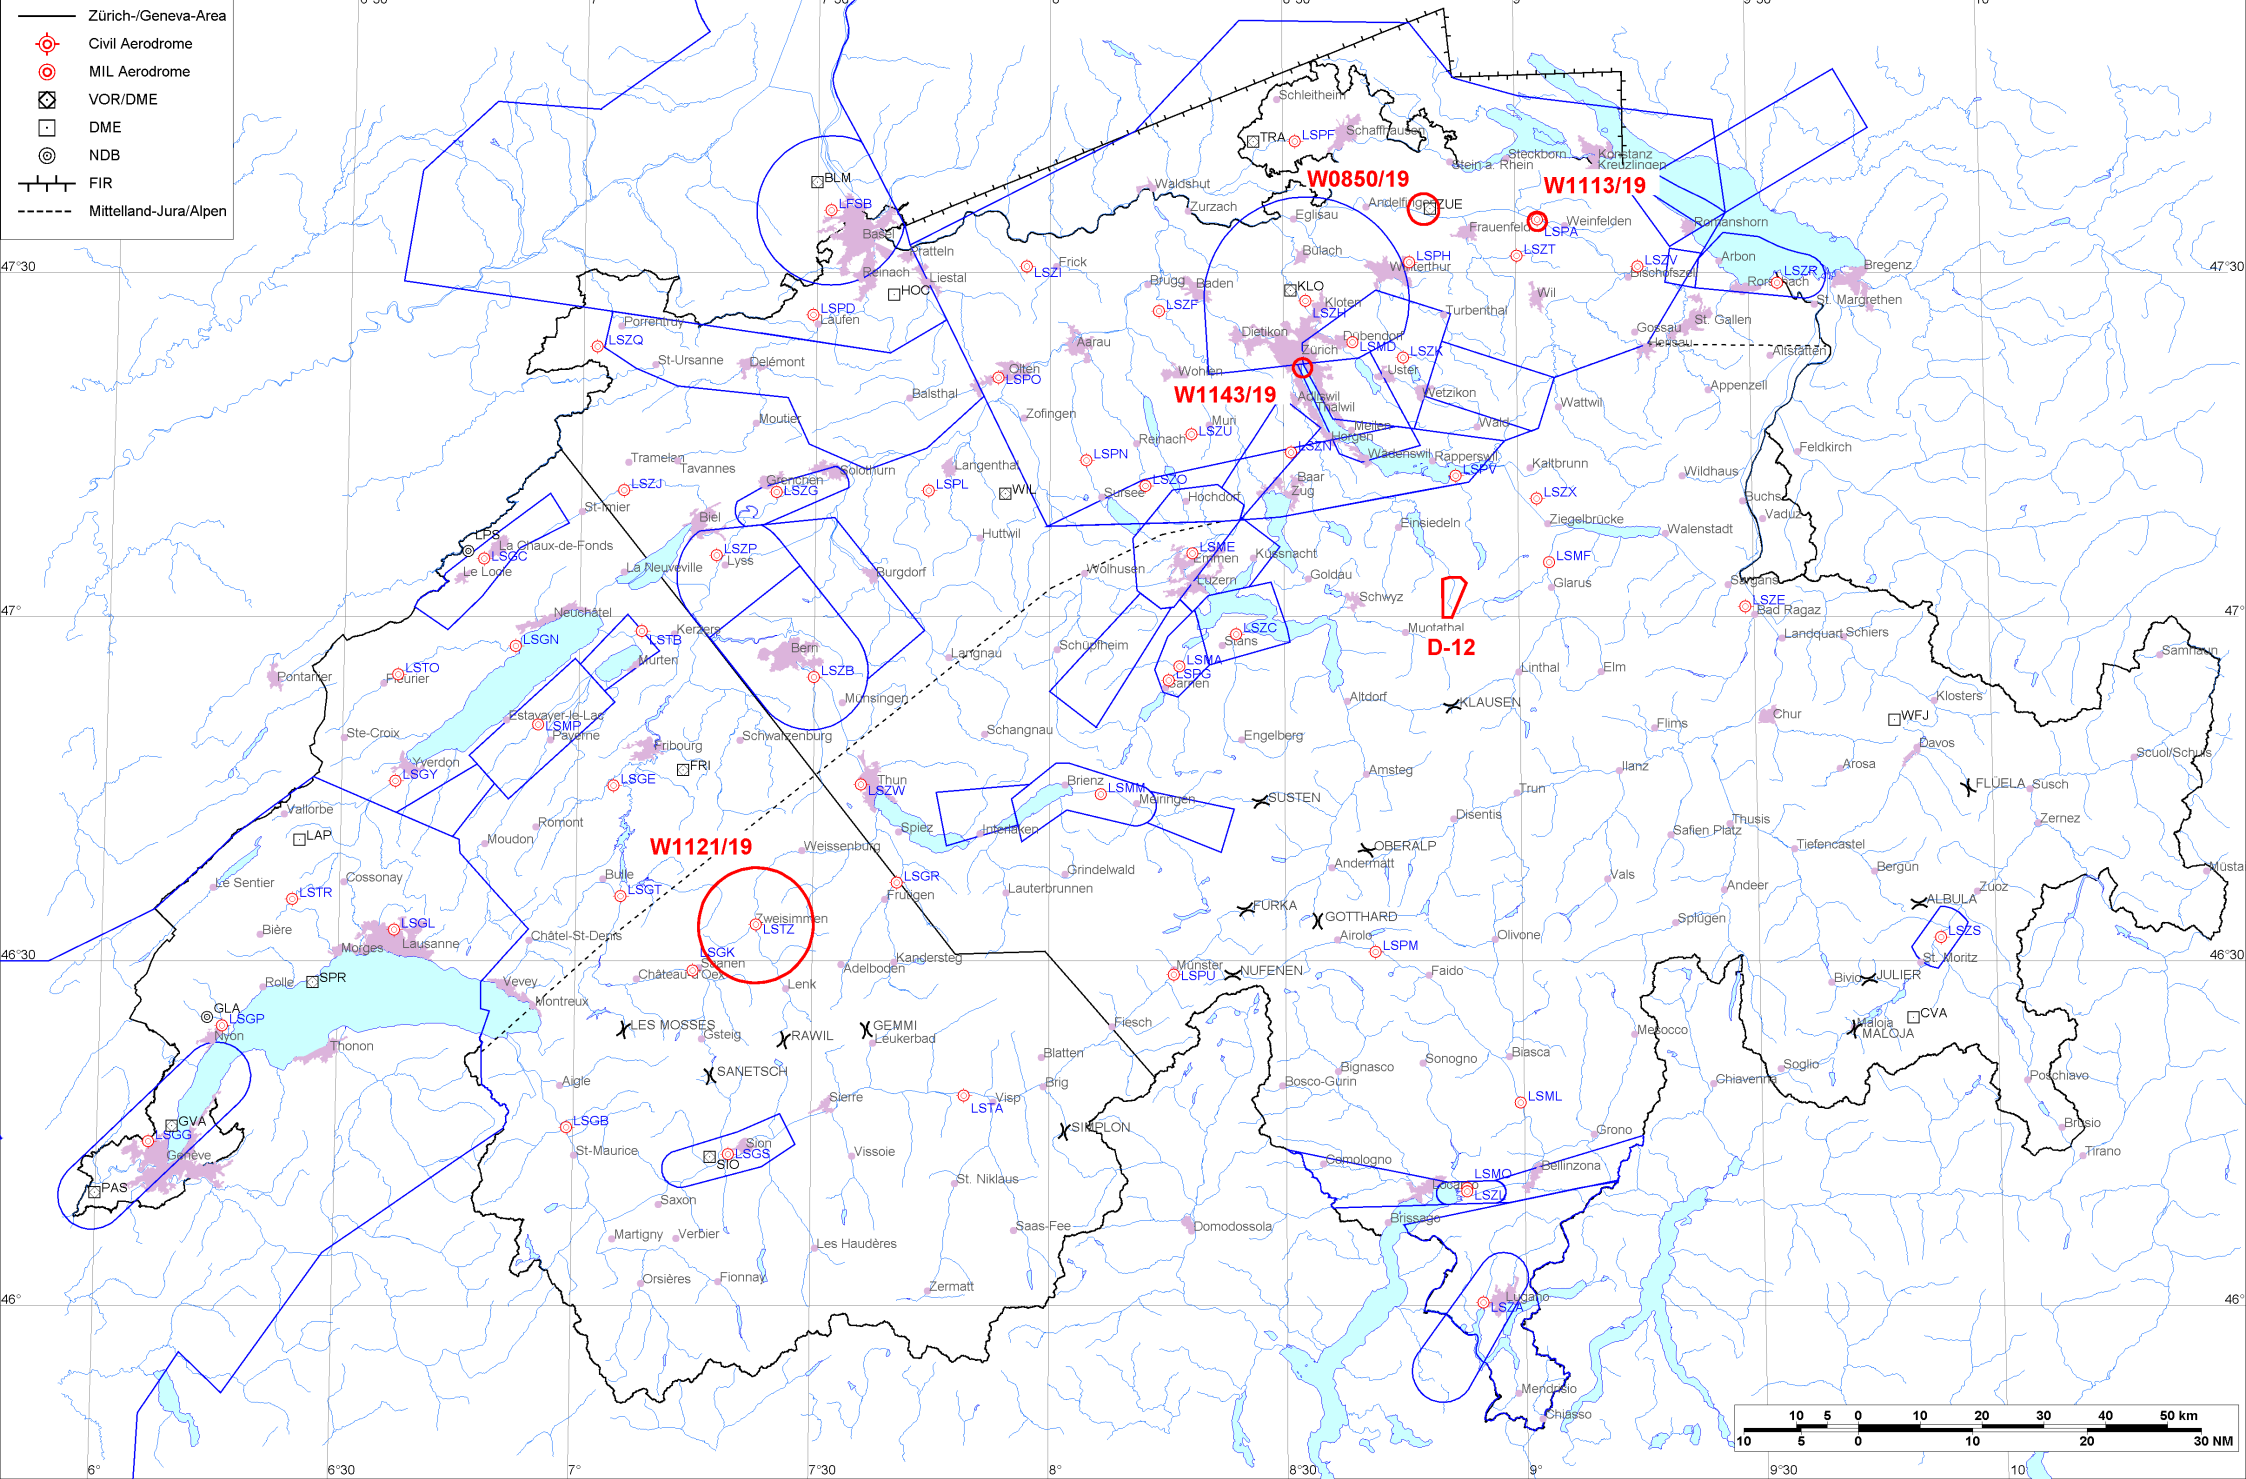 Zürich-/Geneva-Area
Civil Aerodrome
MIL Aerodrome
VOR/DME
DME
NDB
FIR
Mittelland-Jura/Alpen
Schleitheim
TRA
LSPF
Schaffhausen
Stein a. Rhein
Steckborn
Konstanz
Kreuzlingen
BLM
LFSB
Basel
Waldshut
Zurzach
W0850/19
W1113/19
Eglisau
Andelfingen
ZUE
Weinfelden
LSPA
Romanshorn
Frauenfeld
Pratteln
Reinach
Liestal
HOC
LSZI
Frick
Bülach
LSPH
Winterthur
LSZT
LSZV
Bischofszell
Arbon
LSZR
Rorschach
Bregenz
St. Margrethen
47°30
47°30
Brugg
Baden
KLO
Kloten
LSZH
Wil
Turbenthal
LSPD
Laufen
LSZF
Porrentruy
LSZQ
St-Ursanne
Delémont
Aarau
Dietikon
Zürich
Dübendorf
LSMD
LSZK
Gossau
St. Gallen
Herisau
Altstätten
Olten
LSPO
Wohlen
W1143/19
Uster
Wetzikon
Appenzell
Balsthal
Zofingen
Adliswil
Thalwil
Wattwil
Moutier
Muri
LSZU
Meilen
Wald
Horgen
Reinach
Feldkirch
Tramelan
Tavannes
LSPN
LSZN
Wädenswil
Rapperswil
LSPV
Kaltbrunn
Wildhaus
Solothurn
Grenchen
LSZG
LSZJ
Langenthal
LSPL
WIL
LSZO
Sursee
Hochdorf
Baar
Zug
LSZX
Buchs
Vaduz
St-Imier
Biel
Einsiedeln
Ziegelbrücke
Walenstadt
LPS
La Chaux-de-Fonds
LSGC
Le Locle
LSZP
Lyss
Huttwil
LSME
Emmen
Küssnacht
LSMF
La Neuveville
Burgdorf
Wolhusen
Luzern
Goldau
Glarus
Sargans
Schwyz
LSZE
Bad Ragaz
47°
47°
Neuchâtel
LSGN
LSTB
Kerzers
LSZC
Stans
Muotathal
D-12
Landquart
Schiers
Samnaun
Bern
Schüpfheim
Langnau
LSTO
Fleurier
Pontarlier
Murten
LSZB
LSMA
LSPG
Sarnen
Linthal
Elm
Münsingen
Altdorf
KLAUSEN
Klosters
WFJ
Estavayer-le-Lac
LSMP
Payerne
Ste-Croix
Fribourg
Schwarzenburg
Schangnau
Engelberg
Flims
Chur
Davos
Scuol/Schuls
Yverdon
LSGY
FRI
LSGE
Thun
LSZW
Brienz
LSMM
Meiringen
Amsteg
Ilanz
Arosa
FLÜELA
Susch
SUSTEN
Trun
Vallorbe
LAP
Romont
Moudon
Spiez
Interlaken
Disentis
Safien Platz
Thusis
Zernez
W1121/19
Weissenburg
OBERALP
Andermatt
Tiefencastel
Bergün
Le Sentier
Cossonay
LSTR
Bulle
LSGT
LSGR
Frutigen
Grindelwald
Lauterbrunnen
Vals
Andeer
Zuoz
ALBULA
FURKA
GOTTHARD
Zweisimmen
LSTZ
Bière
LSGL
Morges
Lausanne
Châtel-St-Denis
LSGK
Saanen
Château-d'Oex
Kandersteg
Adelboden
Airolo
LSPM
Olivone
Splügen
LSZS
St. Moritz
46°30
46°30
Rolle
SPR
Vevey
Lenk
Münster
LSPU
NUFENEN
Faido
Bivio
JULIER
Montreux
GLA
LSGP
Nyon
LES MOSSES
Gsteig
RAWIL
GEMMI
Leukerbad
Fiesch
Mesocco
CVA
Maloja
MALOJA
Thonon
SANETSCH
Blatten
Brig
Bignasco
Bosco-Gurin
Sonogno
Biasca
Soglio
Chiavenna
Poschiavo
Aigle
Sierre
LSTA
Visp
LSML
GVA
LSGG
Genève
LSGB
St-Maurice
Sion
LSGS
SIO
Vissoie
SIMPLON
Grono
Brusio
Tirano
PAS
St. Niklaus
Comologno
Bellinzona
LSMO
Locarno
LSZL
Saxon
Martigny
Verbier
Les Haudères
Saas-Fee
Domodossola
Brissago
Orsières
Fionnay
Zermatt
46°
46°
Lugano
LSZA
Mendrisio
Chiasso
10 5 0 10 20 30 40 50 km
10 5 0 10 20 30 NM
6° 6°30 7° 7°30 8° 8°30 9° 9°30 10°